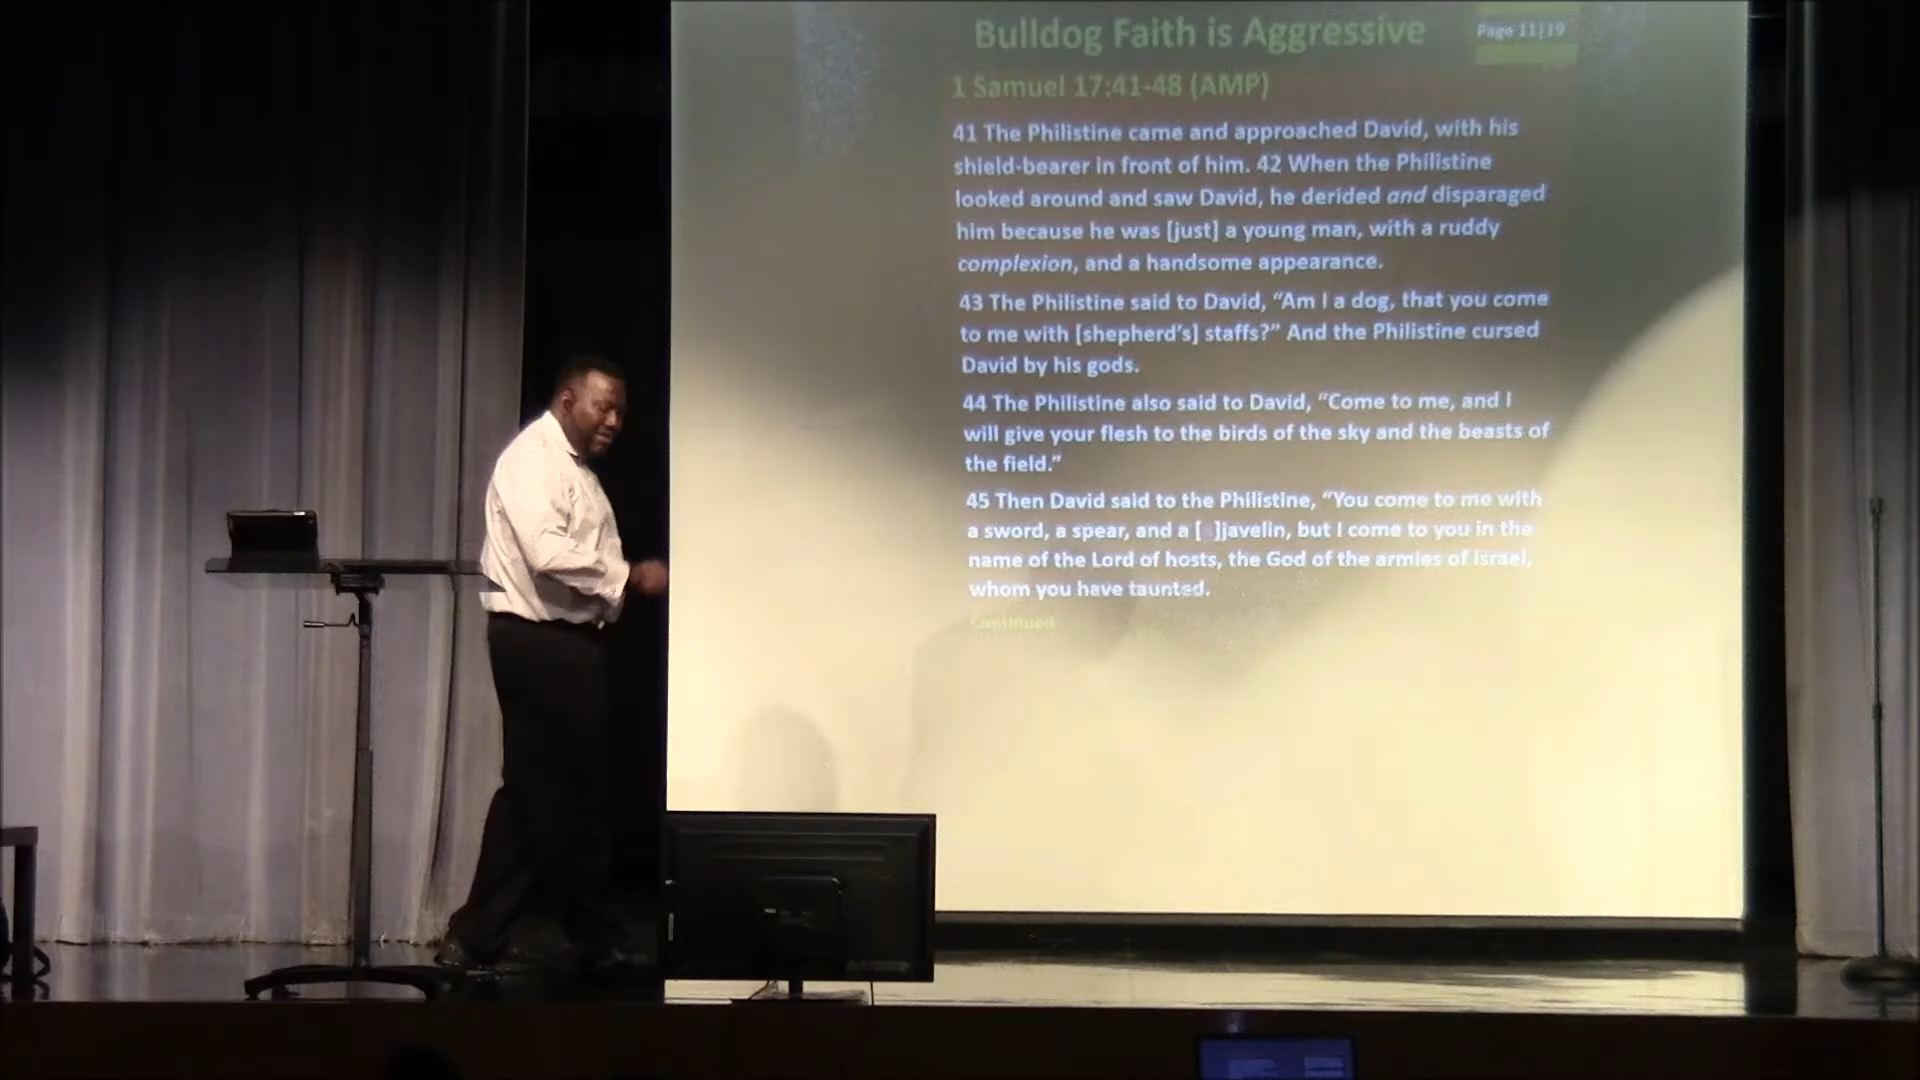 Bulldog Faith is Aggressive
Page 11|19
1 Samuel 17:41-48 (AMP)
41 The Philistine came and approached David, with his
shield-bearer in front of him. 42 When the Philistine
looked around and saw David, he derided and disparaged
him because he was [just] a young man, with a ruddy
complexion, and a handsome appearance.
43 The Philistine said to David, “Am I a dog, that you come
to me with [shepherd’s] staffs?” And the Philistine cursed
David by his gods.
44 The Philistine also said to David, “Come to me, and I
will give your flesh to the birds of the sky and the beasts of
the field.”
45 Then David said to the Philistine, “You come to me with
a sword, a spear, and a [ ]javelin, but I come to you in the
name of the Lord of hosts, the God of the armies of Israel,
whom you have taunted.
Continued